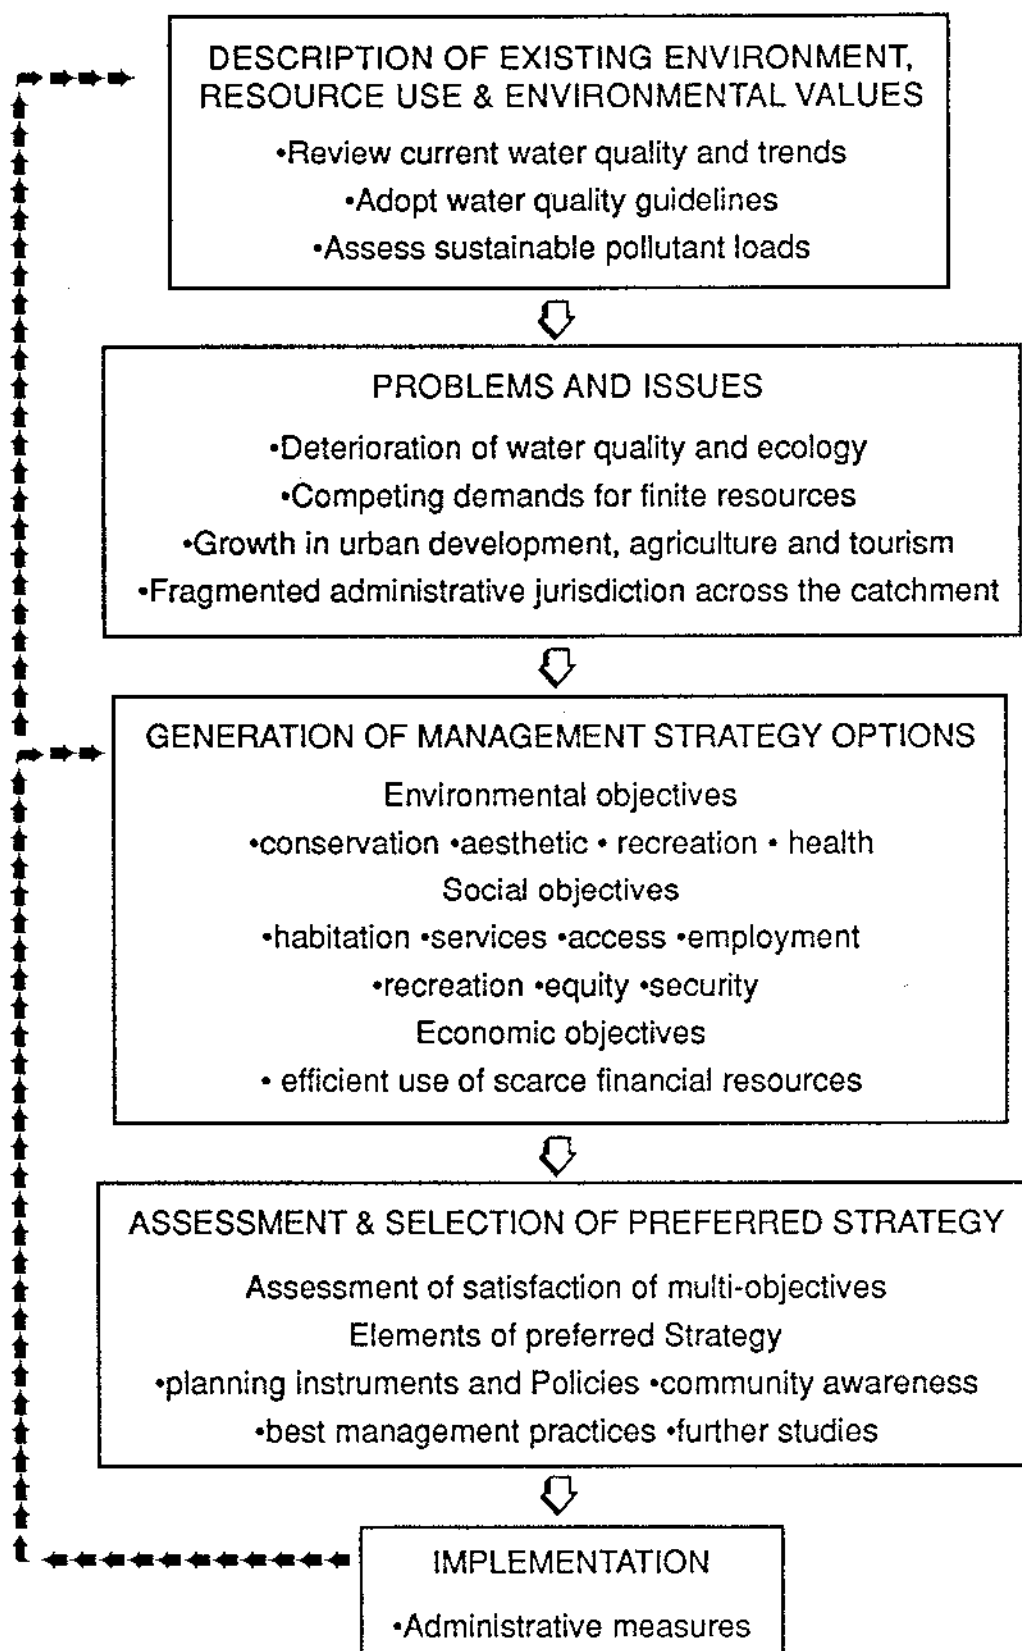 DESCRIPTION OF EXISTING ENVIRONMENT,
RESOURCE USE & ENVIRONMENTAL VALUES
•Review current water quality and trends
•Adopt water quality guidelines
•Assess sustainable pollutant loads
PROBLEMS AND ISSUES
•Deterioration of water quality and ecology
•Competing demands for finite resources
•Growth in urban development, agriculture and tourism
•Fragmented administrative jurisdiction across the catchment
GENERATION OF MANAGEMENT STRATEGY OPTIONS
Environmental objectives
•conservation •aesthetic • recreation • health
Social objectives
•habitation •services •access •employment
•recreation •equity •security
Economic objectives
• efficient use of scarce financial resources
ASSESSMENT & SELECTION OF PREFERRED STRATEGY
Assessment of satisfaction of multi-objectives
Elements of preferred Strategy
•planning instruments and Policies •community awareness
•best management practices •further studies
IMPLEMENTATION
•Administrative measures